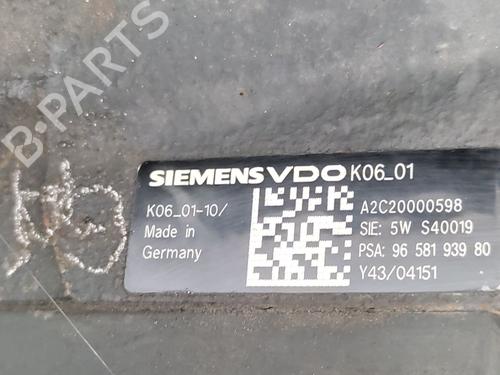 B-PARTS
SIEMENS VDO K06_01
K06_01-10/
Made in
Germany
A2C20000598
SIE: 5W S40019
PSA: 96 581 939 80
Y43/04151